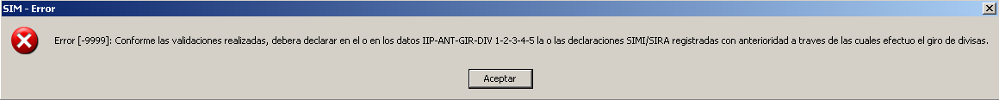 SIM - Error
Error [-9999]: Conforme las validaciones realizadas, debera declarar en el o en los datos IIP-ANT-GIR-DIV 1-2-3-4-5 la o las declaraciones SIMI/SIRA registradas con anterioridad a traves de las cuales efectuo el giro de divisas.
Aceptar